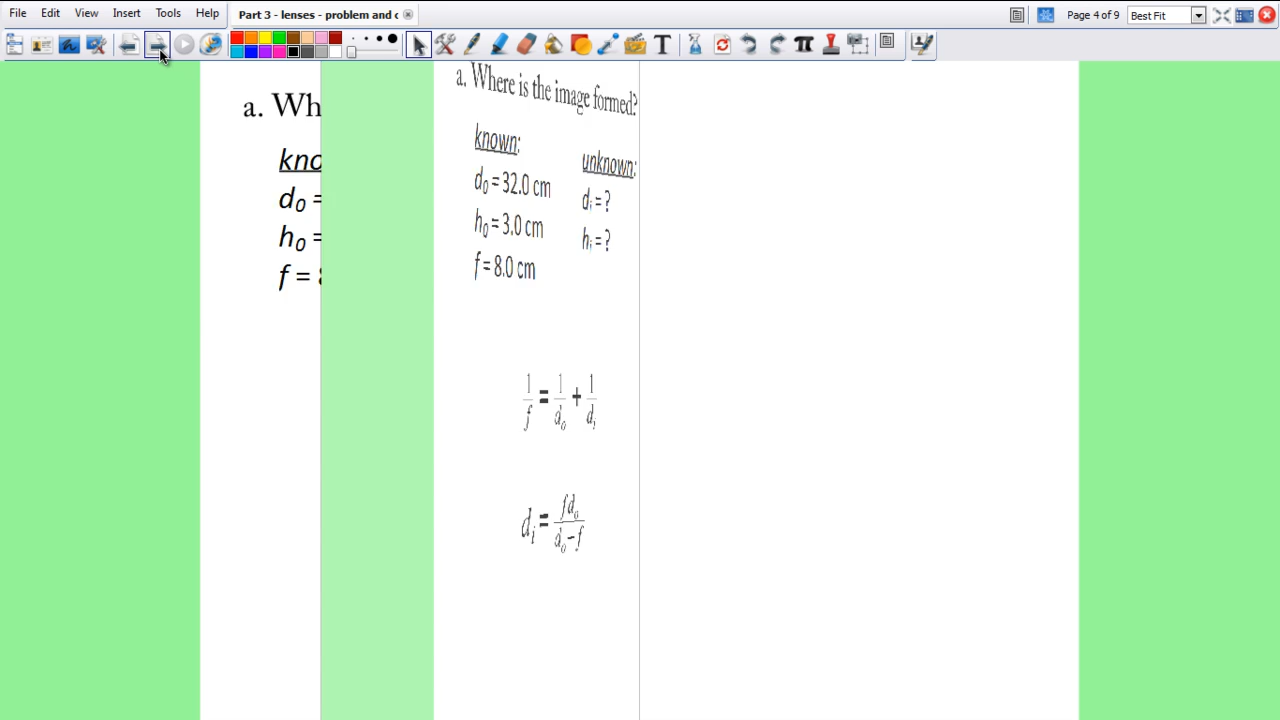 File Edit View Insert Tools Help
Part 3 - lenses - problem and c
Page 4 of 9
Best Fit
a. Wh
kno
d₀ =
h₀ =
f = 8
a. Where is the image formed?
known:
unknown:
d₀ = 32.0 cm
dᵢ = ?
h₀ = 3.0 cm
hᵢ = ?
f = 8.0 cm
1/f = 1/d₀ + 1/dᵢ
dᵢ = fd₀/(d₀ − f)